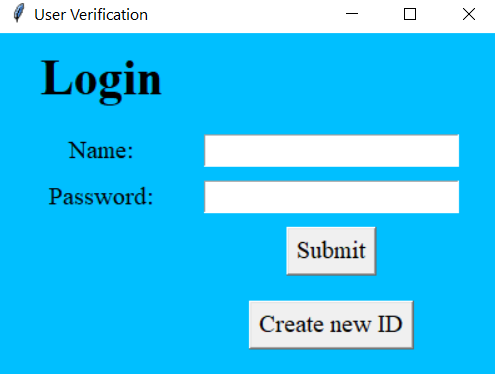 User Verification
Login
Name:
Password:
Submit
Create new ID